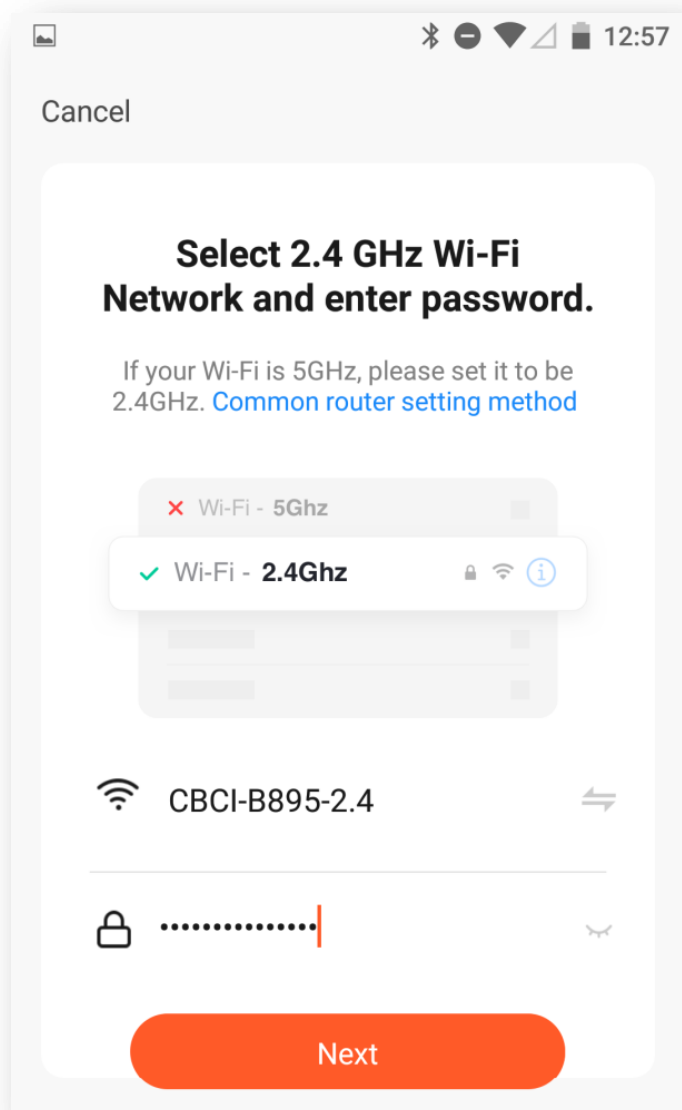 12:57
Cancel
Select 2.4 GHz Wi-Fi
Network and enter password.
If your Wi-Fi is 5GHz, please set it to be
2.4GHz. Common router setting method
Wi-Fi - 5Ghz
Wi-Fi - 2.4Ghz
CBCI-B895-2.4
•••••••••••••••
Next